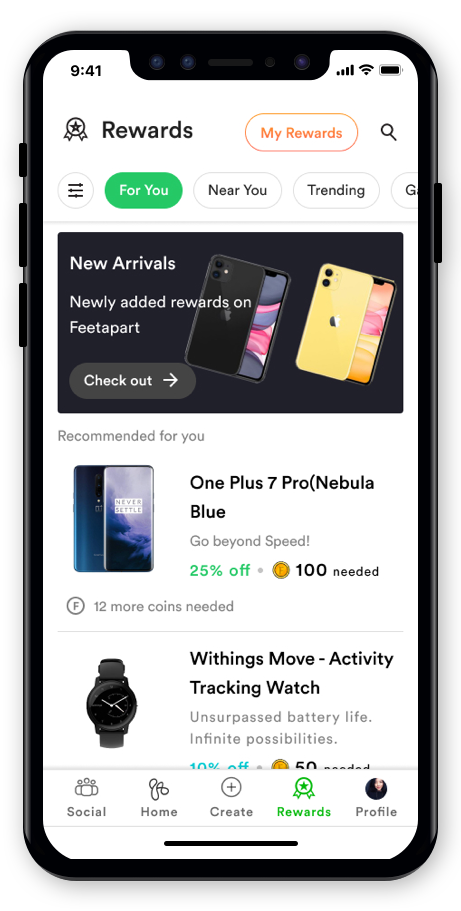 9:41
Rewards
My Rewards
For You
Near You
Trending
New Arrivals
Newly added rewards on
Feetapart
Check out
Recommended for you
NEVER
SETTLE
One Plus 7 Pro(Nebula
Blue
Go beyond Speed!
25% off • F 100 needed
F 12 more coins needed
Withings Move - Activity
Tracking Watch
Unsurpassed battery life.
Infinite possibilities.
10% off • F 50 needed
Social
Home
Create
Rewards
Profile